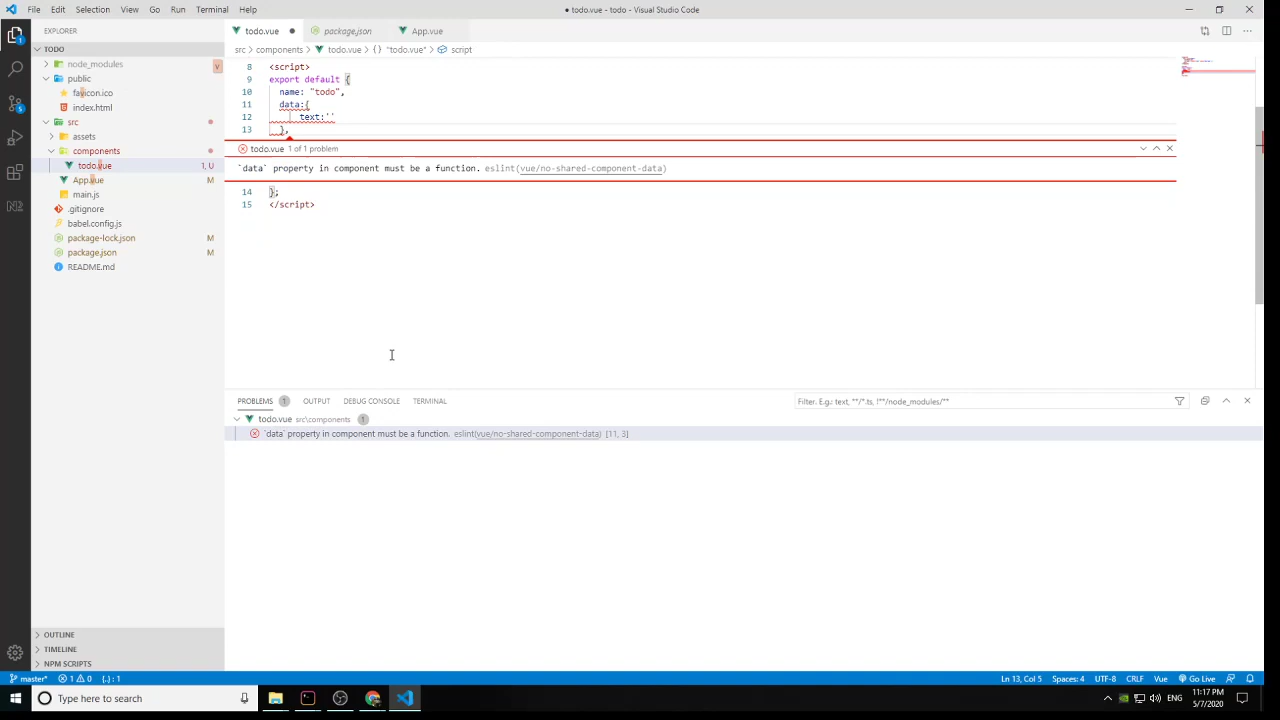 File Edit Selection View Go Run Terminal Help
● todo.vue - todo - Visual Studio Code
EXPLORER
TODO
node_modules
public
favicon.ico
index.html
src
assets
components
todo.vue 1, U
App.vue M
main.js
.gitignore
babel.config.js
package-lock.json M
package.json M
README.md
OUTLINE
TIMELINE
NPM SCRIPTS
todo.vue ● package.json App.vue
src > components > todo.vue > {} "todo.vue" > script
8 <script>
9 export default {
10 name: "todo",
11 data:{
12 text:''
13 },
todo.vue 1 of 1 problem
`data` property in component must be a function. eslint(vue/no-shared-component-data)
14 };
15 </script>
PROBLEMS 1 OUTPUT DEBUG CONSOLE TERMINAL
Filter. E.g.: text, **/*.ts, !**/node_modules/**
todo.vue src\components 1
`data` property in component must be a function. eslint(vue/no-shared-component-data) [11, 3]
master* 1 0 {..} : 1
Ln 13, Col 5 Spaces: 4 UTF-8 CRLF Vue Go Live
Type here to search
ENG
11:17 PM
5/7/2020